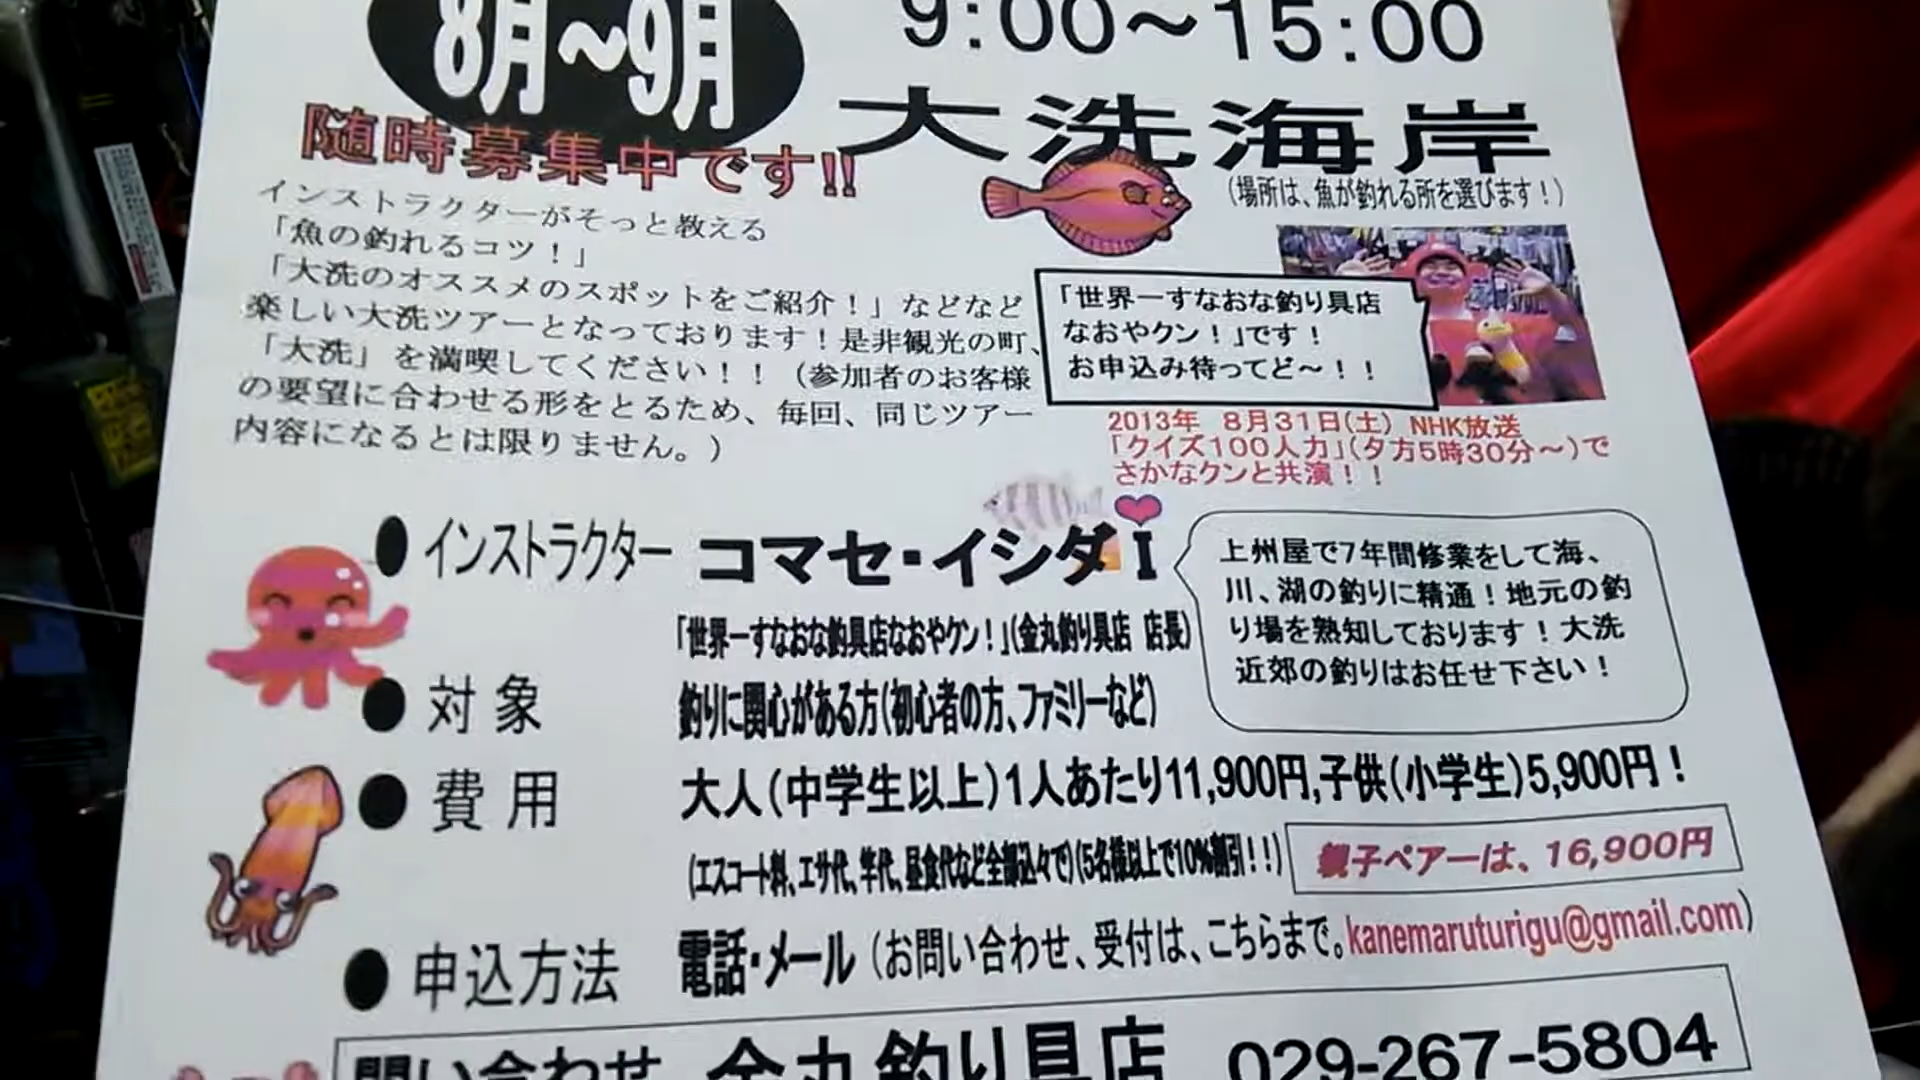 8月～9月
9:00～15:00
大洗海岸
随時募集中です!!
(場所は、魚が釣れる所を選びます！)
インストラクターがそっと教える
「魚の釣れるコツ！」
「大洗のオススメのスポットをご紹介！」などなど
楽しい大洗ツアーとなっております！是非観光の町、
「大洗」を満喫してください！！（参加者のお客様
の要望に合わせる形をとるため、毎回、同じツアー
内容になるとは限りません。）
「世界一すなおな釣り具店
なおやクン！」です！
お申込み待ってど～！！
2013年 8月31日(土) NHK放送
「クイズ100人力」(夕方5時30分～)で
さかなクンと共演！！
●インストラクター コマセ・イシダI
「世界一すなおな釣具店なおやクン！」(金丸釣り具店 店長)
上州屋で7年間修業をして海、
川、湖の釣りに精通！地元の釣
り場を熟知しております！大洗
近郊の釣りはお任せ下さい！
●対象 釣りに関心がある方(初心者の方、ファミリーなど)
●費用 大人(中学生以上)1人あたり11,900円,子供(小学生)5,900円！
(エスコート料、エサ代、竿代、昼食代など全部込々で)(5名様以上で10%割引！！)
親子ペアーは、16,900円
●申込方法 電話・メール（お問い合わせ、受付は、こちらまで。kanemaruturigu@gmail.com）
問い合わせ 金丸釣り具店 029-267-5804